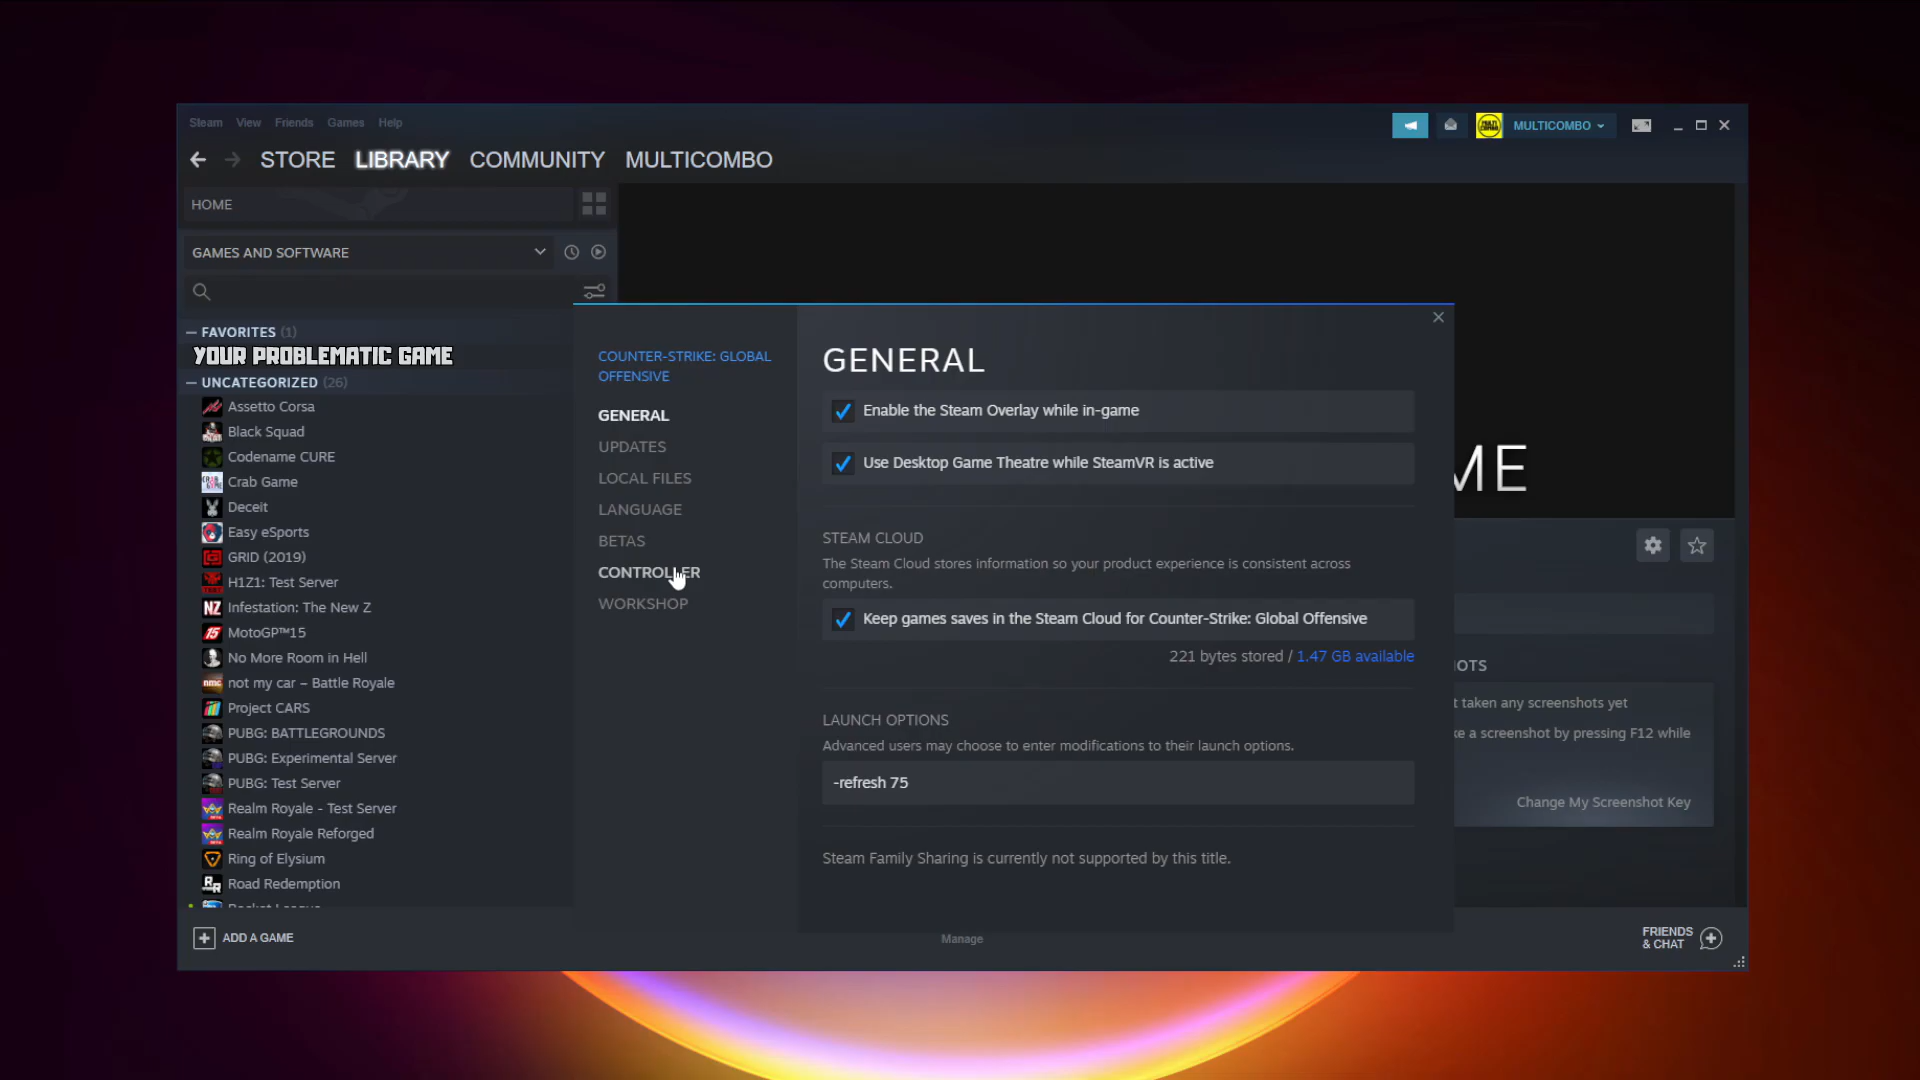 Steam View Friends Games Help
MULTICOMBO
STORE LIBRARY COMMUNITY MULTICOMBO
HOME
GAMES AND SOFTWARE
— FAVORITES (1)
YOUR PROBLEMATIC GAME
— UNCATEGORIZED (26)
Assetto Corsa
Black Squad
Codename CURE
Crab Game
Deceit
Easy eSports
GRID (2019)
H1Z1: Test Server
Infestation: The New Z
MotoGP™15
No More Room in Hell
not my car – Battle Royale
Project CARS
PUBG: BATTLEGROUNDS
PUBG: Experimental Server
PUBG: Test Server
Realm Royale - Test Server
Realm Royale Reforged
Ring of Elysium
Road Redemption
Rocket League
ADD A GAME
COUNTER-STRIKE: GLOBAL
OFFENSIVE
GENERAL
UPDATES
LOCAL FILES
LANGUAGE
BETAS
CONTROLLER
WORKSHOP
GENERAL
Enable the Steam Overlay while in-game
Use Desktop Game Theatre while SteamVR is active
STEAM CLOUD
The Steam Cloud stores information so your product experience is consistent across
computers.
Keep games saves in the Steam Cloud for Counter-Strike: Global Offensive
221 bytes stored / 1.47 GB available
LAUNCH OPTIONS
Advanced users may choose to enter modifications to their launch options.
-refresh 75
Steam Family Sharing is currently not supported by this title.
Manage
ME
OTS
t taken any screenshots yet
ke a screenshot by pressing F12 while
Change My Screenshot Key
FRIENDS
& CHAT